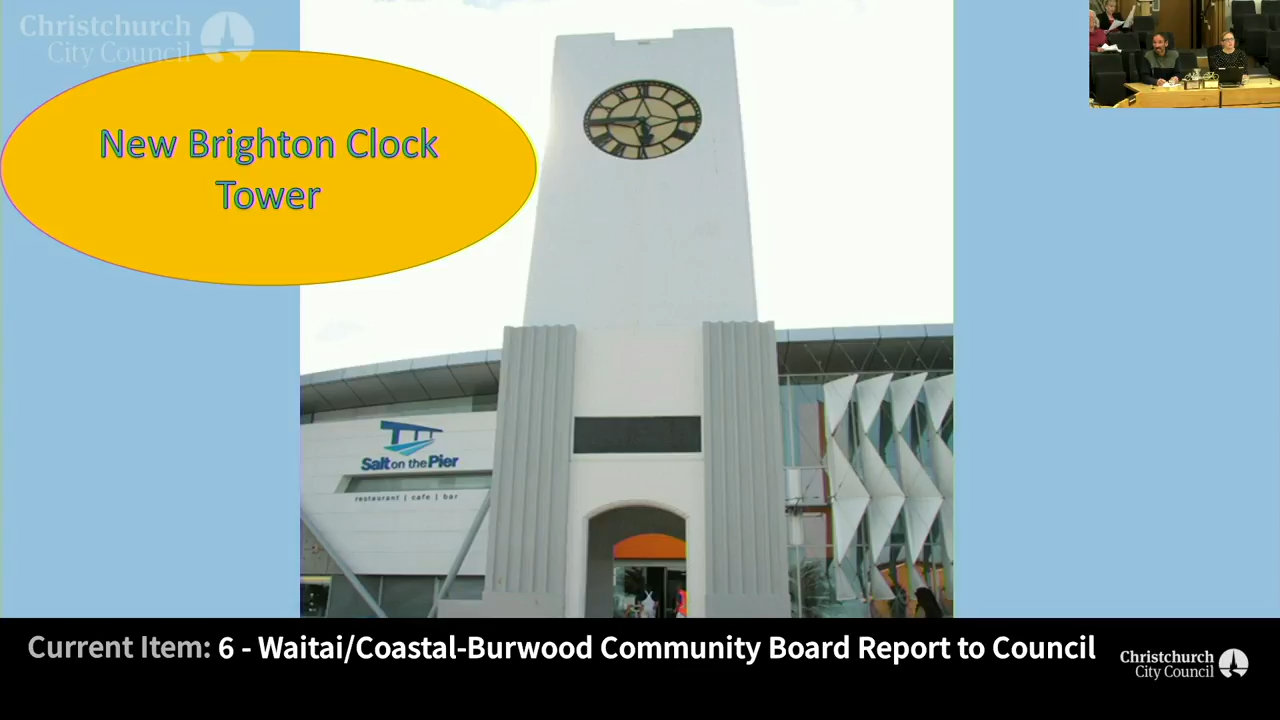 Christchurch
City Council
New Brighton Clock
Tower
Salt on the Pier
restaurant | cafe | bar
Current Item: 6 - Waitai/Coastal-Burwood Community Board Report to Council
Christchurch
City Council